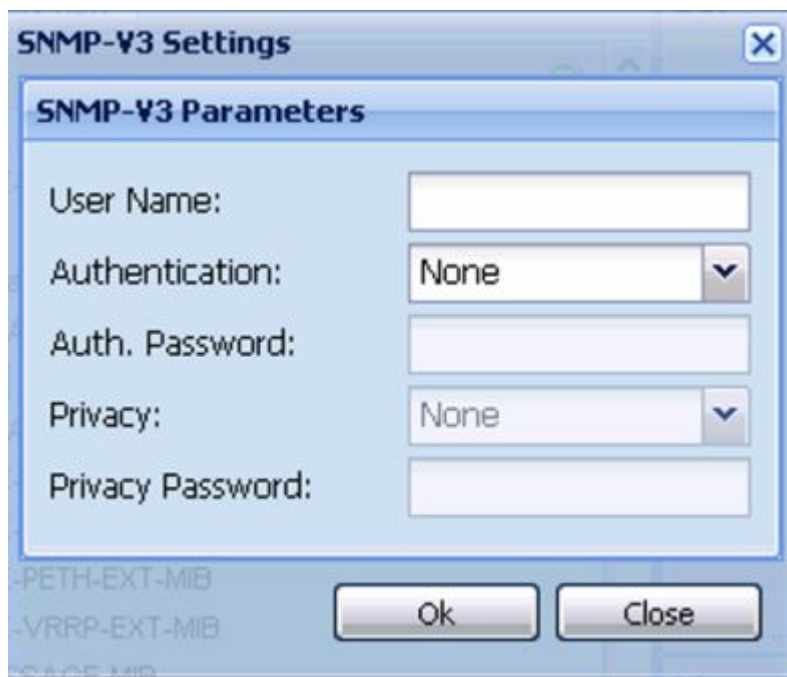 SNMP-V3 Settings
SNMP-V3 Parameters
User Name:
Authentication: None
Auth. Password:
Privacy: None
Privacy Password:
-PETH-EXT-MIB
-VRRP-EXT-MIB
Ok Close